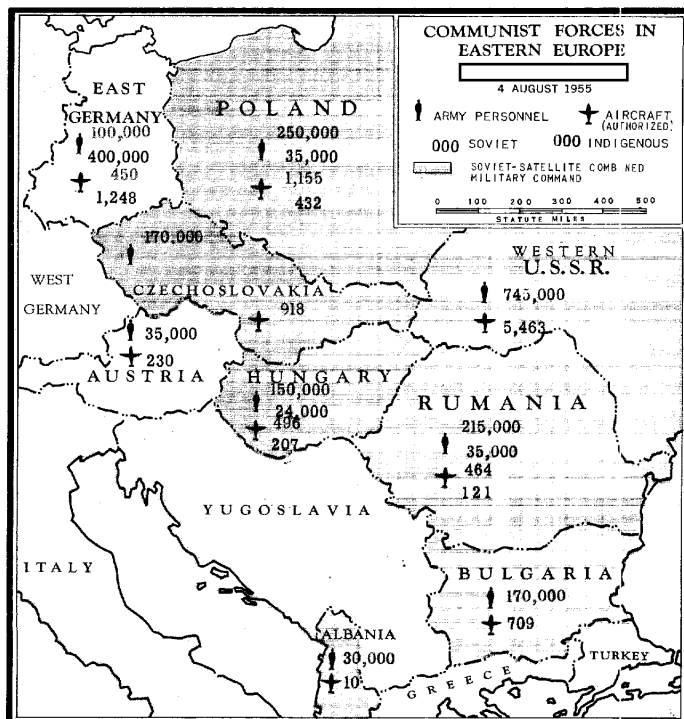 COMMUNIST FORCES IN
EASTERN EUROPE
4 AUGUST 1955
ARMY PERSONNEL
AIRCRAFT
(AUTHORIZED)
000 SOVIET
000 INDIGENOUS
SOVIET-SATELLITE COMB NED
MILITARY COMMAND
0 100 200 300 400 500
STATUTE MILES
EAST
GERMANY
100,000
400,000
450
1,248
POLAND
250,000
35,000
1,155
432
170,000
CZECHOSLOVAKIA
918
WEST
GERMANY
WESTERN
U.S.S.R.
745,000
5,463
35,000
230
AUSTRIA
HUNGARY
150,000
24,000
496
207
RUMANIA
215,000
35,000
464
121
YUGOSLAVIA
ITALY
BULGARIA
170,000
709
ALBANIA
30,000
10
GREECE
TURKEY